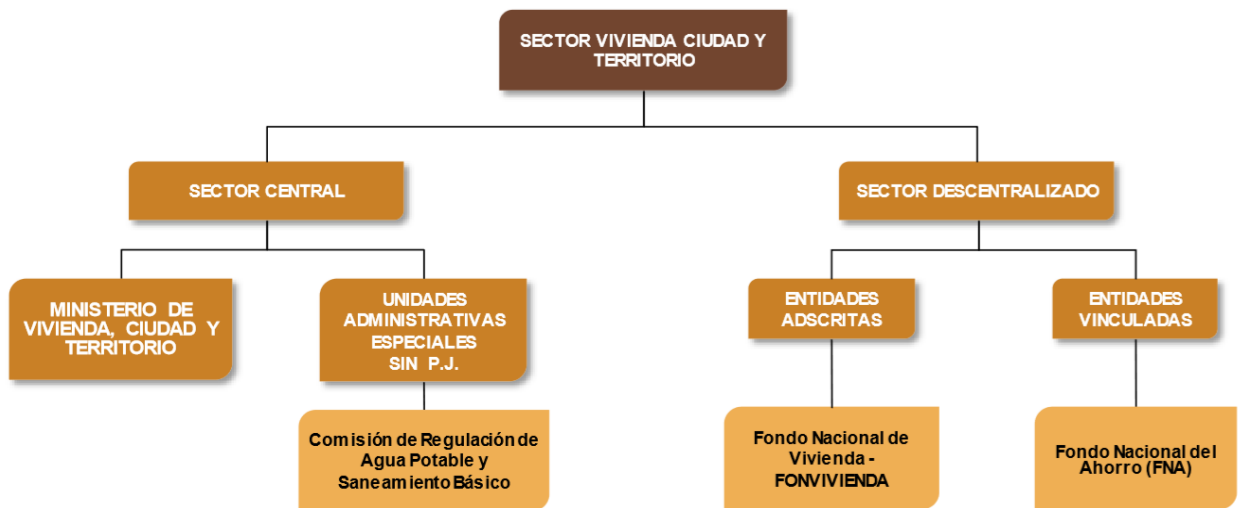 SECTOR VIVIENDA CIUDAD Y
TERRITORIO
SECTOR CENTRAL
SECTOR DESCENTRALIZADO
MINISTERIO DE
VIVIENDA, CIUDAD Y
TERRITORIO
UNIDADES
ADMINISTRATIVAS
ESPECIALES
SIN P.J.
ENTIDADES
ADSCRITAS
ENTIDADES
VINCULADAS
Comisión de Regulación de
Agua Potable y
Saneamiento Básico
Fondo Nacional de
Vivienda -
FONVIVIENDA
Fondo Nacional del
Ahorro (FNA)